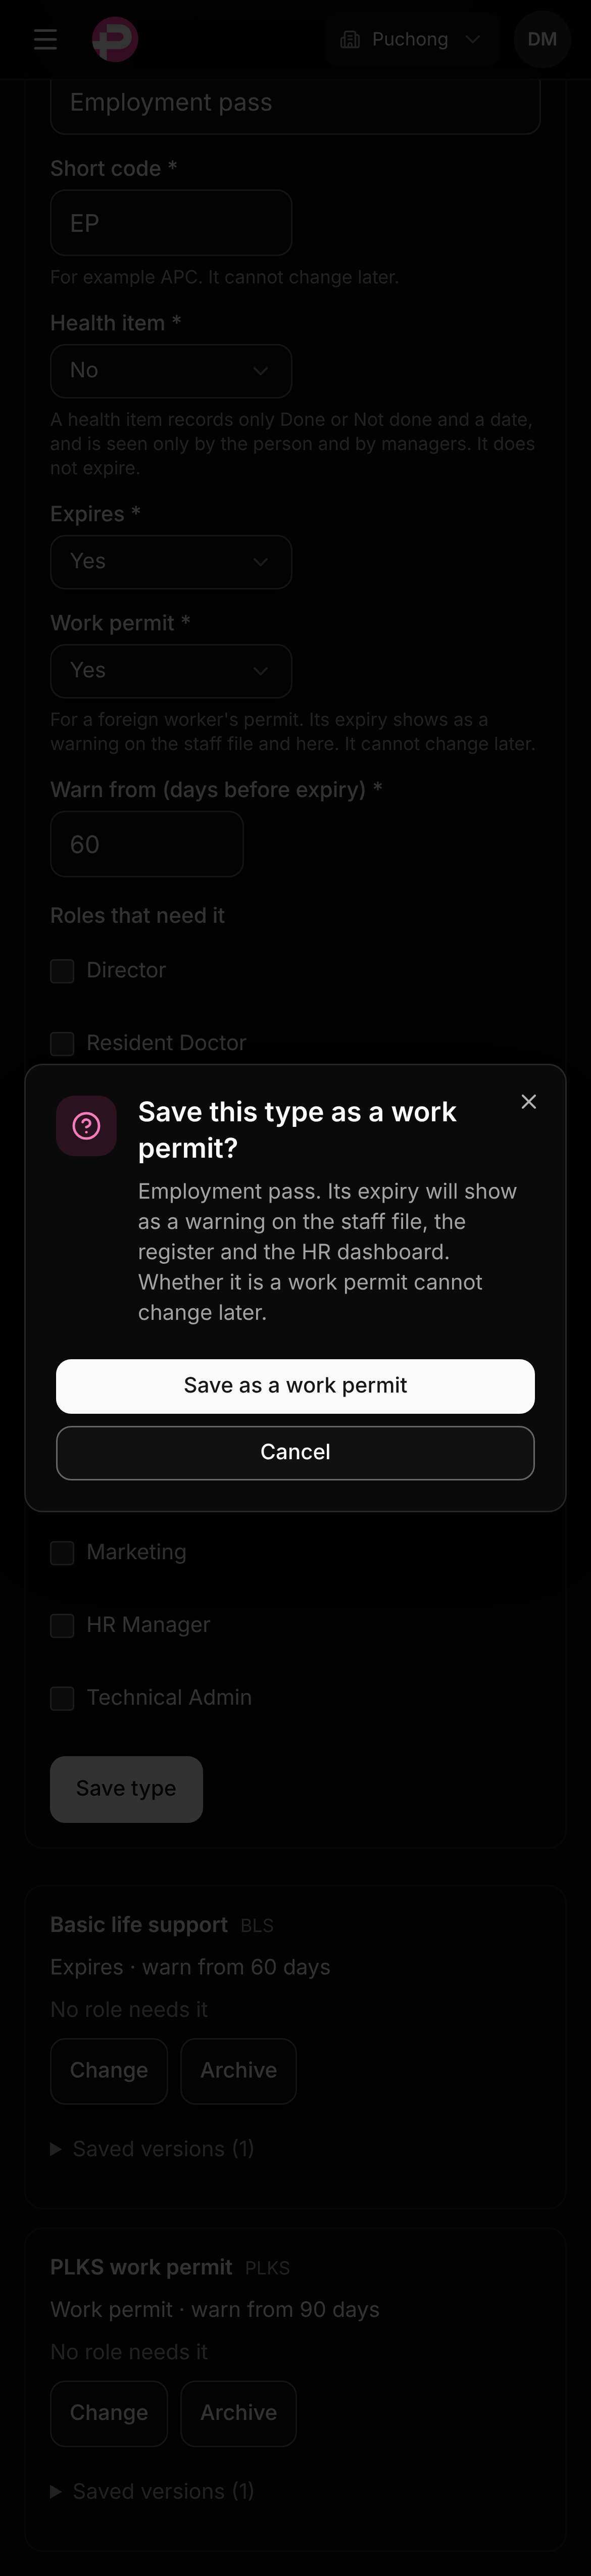 Puchong
DM
Employment pass
Short code *
EP
For example APC. It cannot change later.
Health item *
No
A health item records only Done or Not done and a date,
and is seen only by the person and by managers. It does
not expire.
Expires *
Yes
Work permit *
Yes
For a foreign worker's permit. Its expiry shows as a
warning on the staff file and here. It cannot change later.
Warn from (days before expiry) *
60
Roles that need it
Director
Resident Doctor
Save this type as a work
permit?
Employment pass. Its expiry will show
as a warning on the staff file, the
register and the HR dashboard.
Whether it is a work permit cannot
change later.
Save as a work permit
Cancel
Marketing
HR Manager
Technical Admin
Save type
Basic life support BLS
Expires · warn from 60 days
No role needs it
Change
Archive
Saved versions (1)
PLKS work permit PLKS
Work permit · warn from 90 days
No role needs it
Change
Archive
Saved versions (1)